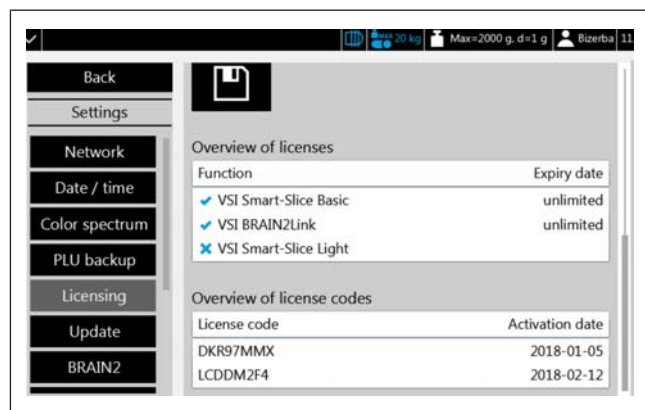 20 kg Max=2000 g, d=1 g Bizerba 11
Back
Settings
Network
Date / time
Color spectrum
PLU backup
Licensing
Update
BRAIN2
Overview of licenses
Function Expiry date
VSI Smart-Slice Basic unlimited
VSI BRAIN2Link unlimited
VSI Smart-Slice Light
Overview of license codes
License code Activation date
DKR97MMX 2018-01-05
LCDDM2F4 2018-02-12